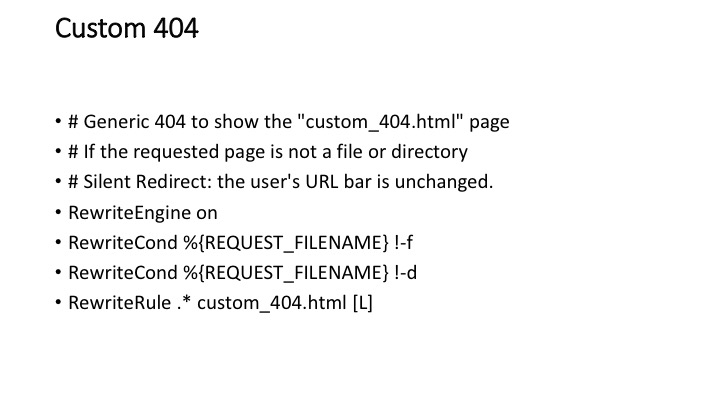 Custom 404
• # Generic 404 to show the "custom_404.html" page
• # If the requested page is not a file or directory
• # Silent Redirect: the user's URL bar is unchanged.
• RewriteEngine on
• RewriteCond %{REQUEST_FILENAME} !-f
• RewriteCond %{REQUEST_FILENAME} !-d
• RewriteRule .* custom_404.html [L]